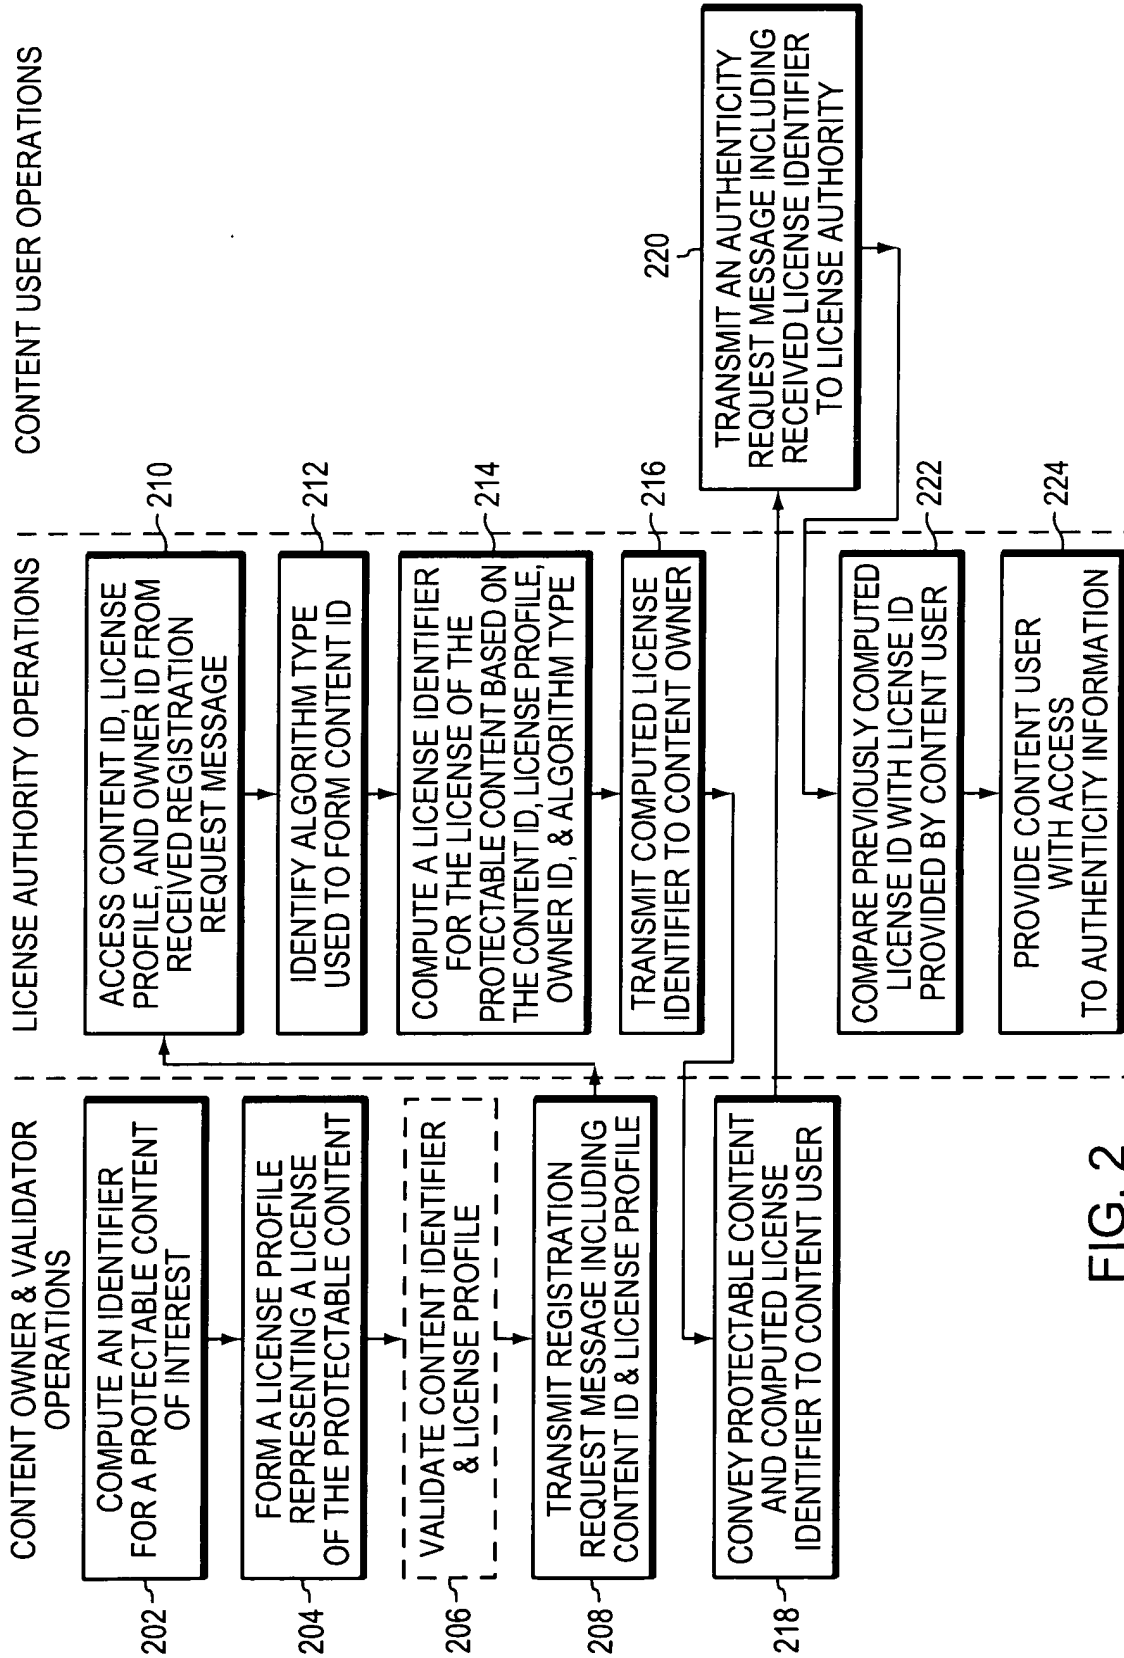 CONTENT OWNER & VALIDATOR
OPERATIONS
COMPUTE AN IDENTIFIER
FOR A PROTECTABLE CONTENT
OF INTEREST
202
FORM A LICENSE PROFILE
REPRESENTING A LICENSE
OF THE PROTECTABLE CONTENT
204
VALIDATE CONTENT IDENTIFIER
& LICENSE PROFILE
206
TRANSMIT REGISTRATION
REQUEST MESSAGE INCLUDING
CONTENT ID & LICENSE PROFILE
208
CONVEY PROTECTABLE CONTENT
AND COMPUTED LICENSE
IDENTIFIER TO CONTENT USER
218
LICENSE AUTHORITY OPERATIONS
ACCESS CONTENT ID, LICENSE
PROFILE, AND OWNER ID FROM
RECEIVED REGISTRATION
REQUEST MESSAGE
210
IDENTIFY ALGORITHM TYPE
USED TO FORM CONTENT ID
212
COMPUTE A LICENSE IDENTIFIER
FOR THE LICENSE OF THE
PROTECTABLE CONTENT BASED ON
THE CONTENT ID, LICENSE PROFILE,
OWNER ID, & ALGORITHM TYPE
214
TRANSMIT COMPUTED LICENSE
IDENTIFIER TO CONTENT OWNER
216
COMPARE PREVIOUSLY COMPUTED
LICENSE ID WITH LICENSE ID
PROVIDED BY CONTENT USER
222
PROVIDE CONTENT USER
WITH ACCESS
TO AUTHENTICITY INFORMATION
224
CONTENT USER OPERATIONS
220
TRANSMIT AN AUTHENTICITY
REQUEST MESSAGE INCLUDING
RECEIVED LICENSE IDENTIFIER
TO LICENSE AUTHORITY
FIG. 2